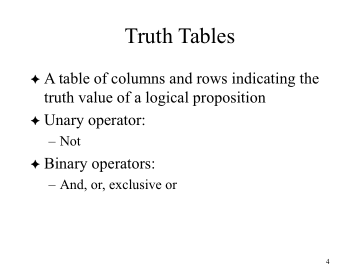 Truth Tables
✦ A table of columns and rows indicating the
truth value of a logical proposition
✦ Unary operator:
– Not
✦ Binary operators:
– And, or, exclusive or
4